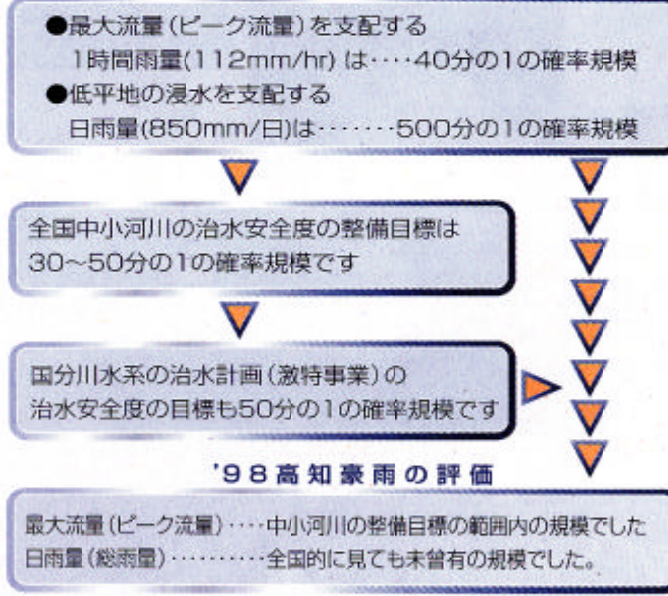 ●最大流量(ピーク流量)を支配する
1時間雨量(112mm/hr)は‥‥40分の1の確率規模
●低平地の浸水を支配する
日雨量(850mm/日)は‥‥‥‥500分の1の確率規模
全国中小河川の治水安全度の整備目標は
30～50分の1の確率規模です
国分川水系の治水計画(激特事業)の
治水安全度の目標も50分の1の確率規模です
'98高知豪雨の評価
最大流量(ピーク流量)‥‥中小河川の整備目標の範囲内の規模でした
日雨量(総雨量)‥‥‥‥‥全国的に見ても未曾有の規模でした。